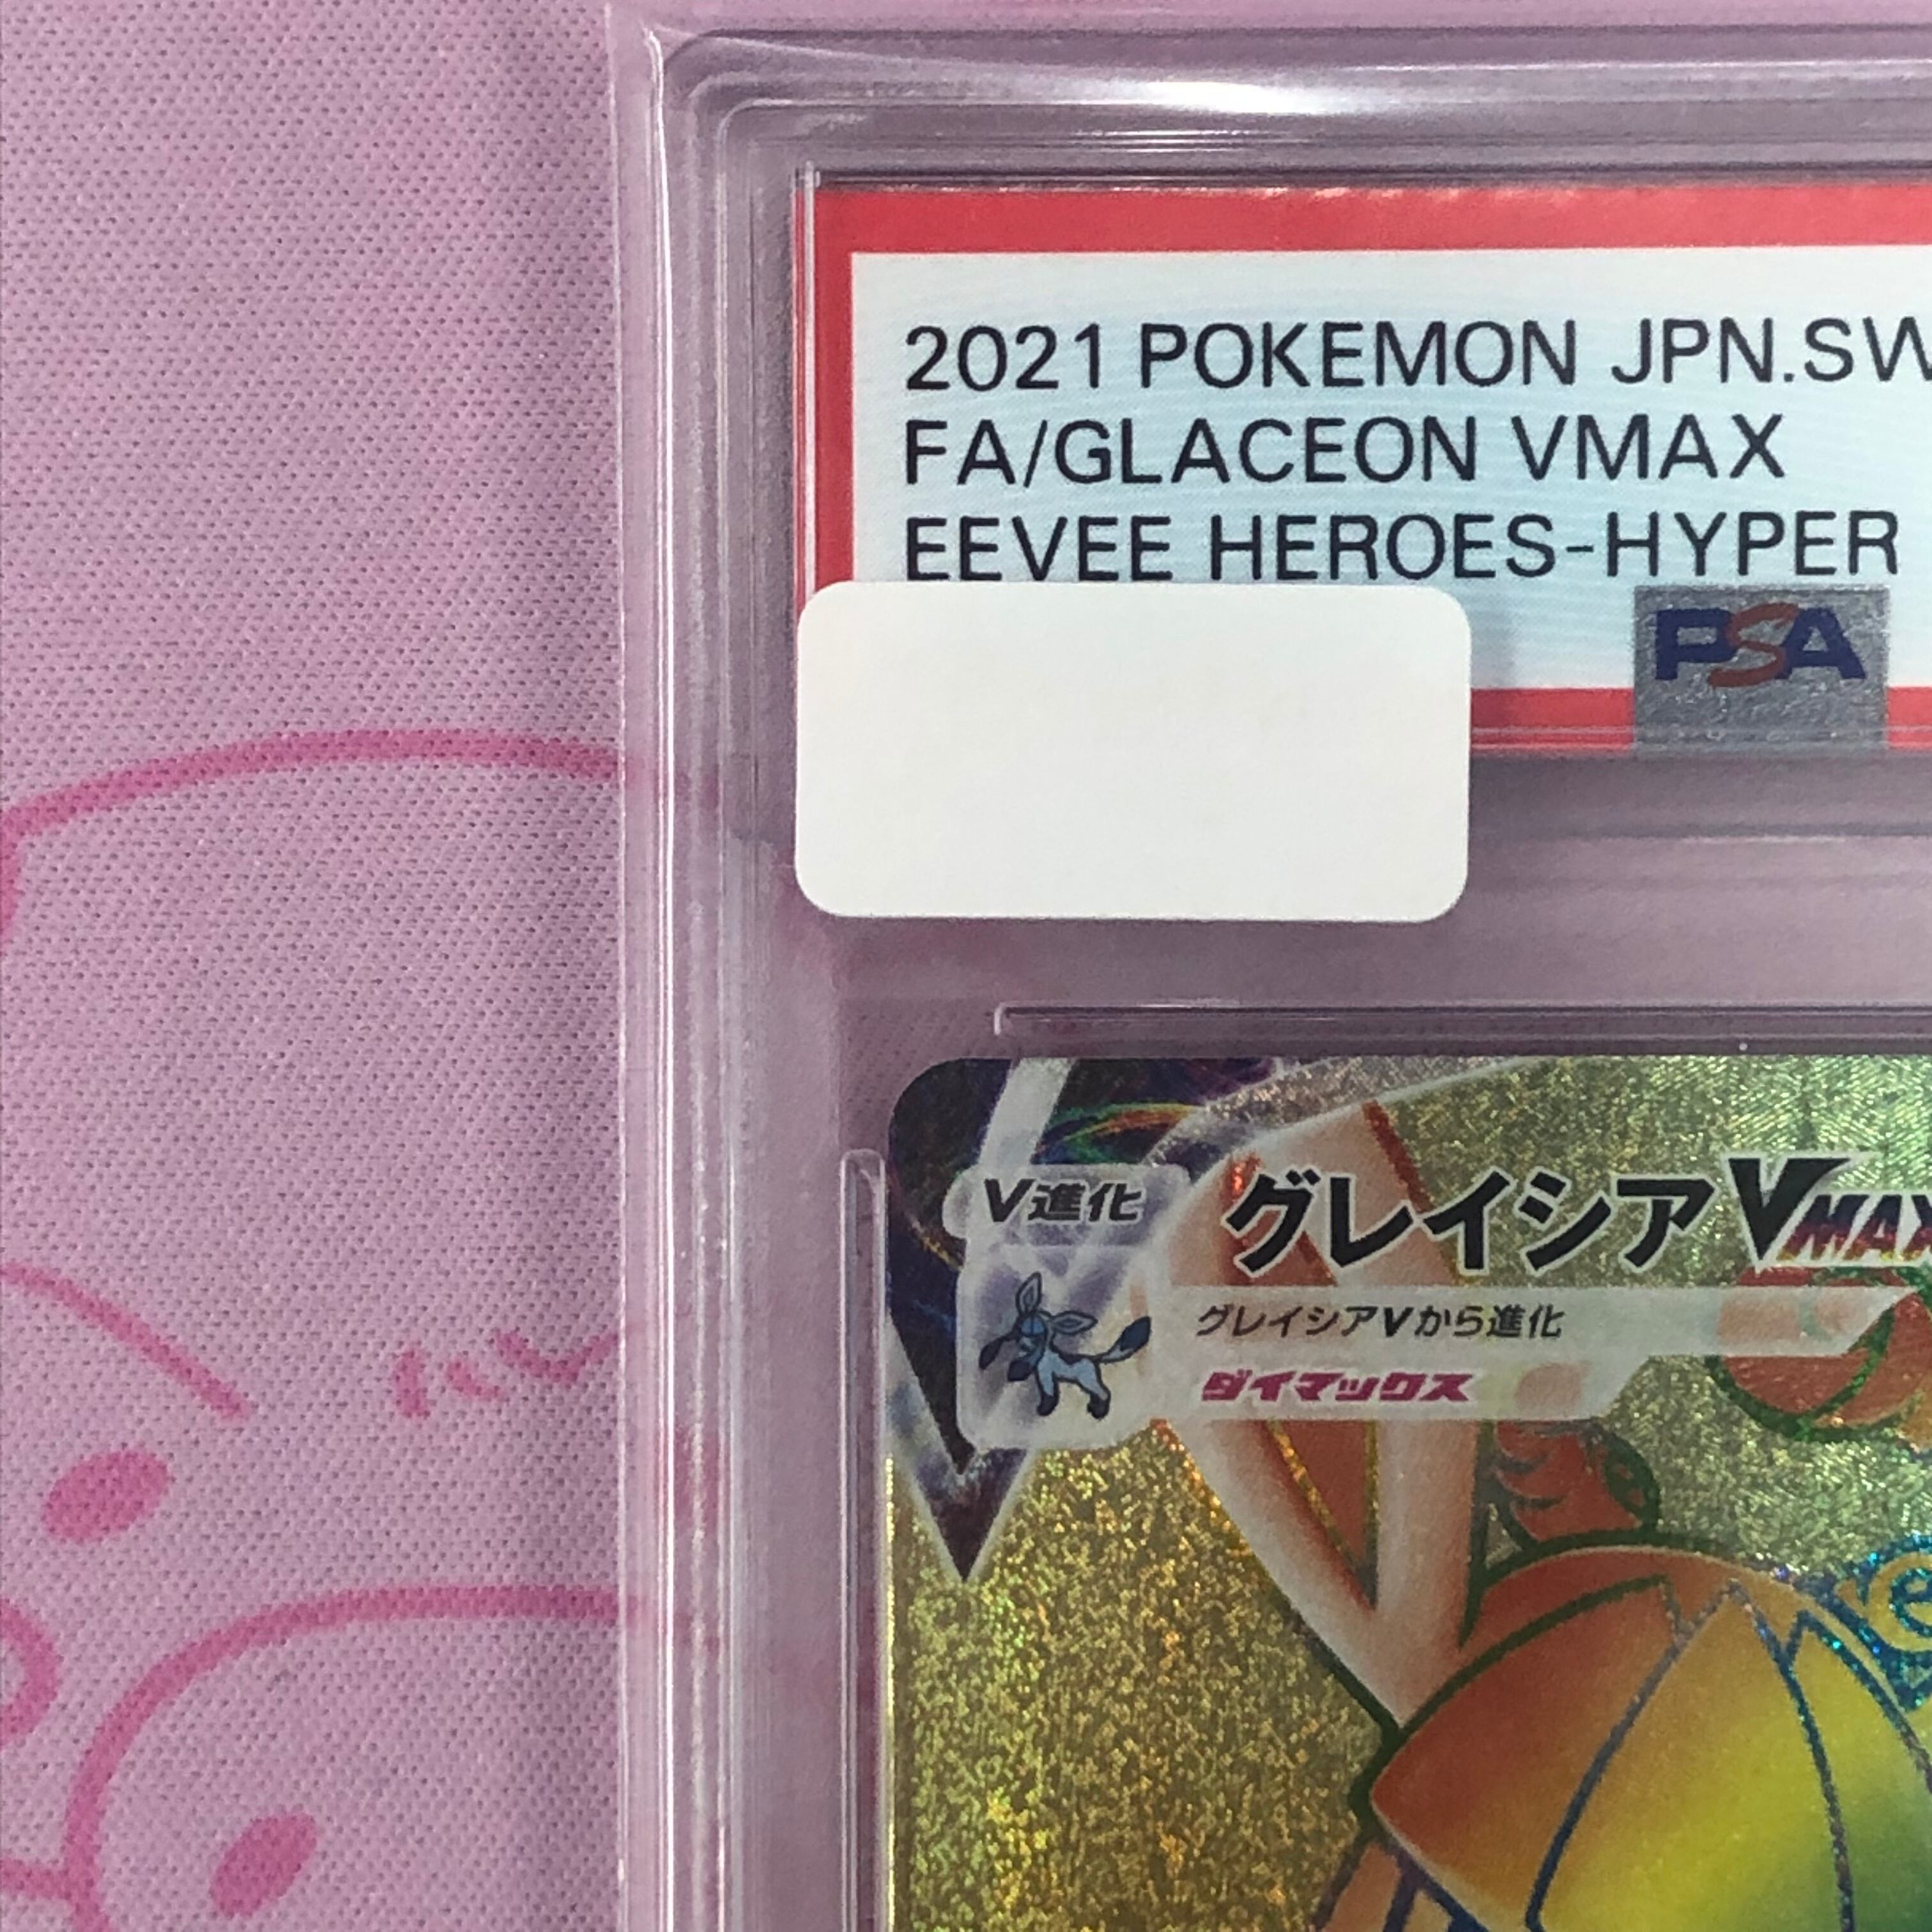 2021 POKEMON JPN.SW
FA/GLACEON VMAX
EEVEE HEROES-HYPER
PSA
V進化
グレイシアVMAX
グレイシアVから進化
ダイマックス